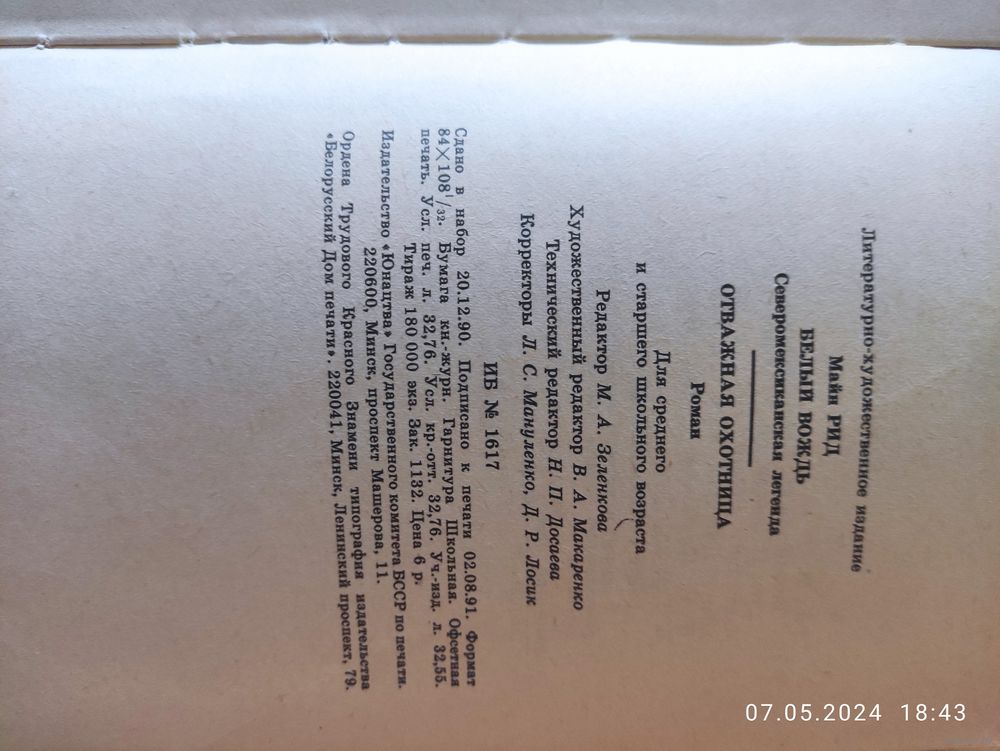 Литературно-художественное издание
Майн РИД
БЕЛЫЙ ВОЖДЬ
Северомексиканская легенда
ОТВАЖНАЯ ОХОТНИЦА
Роман
Для среднего
и старшего школьного возраста
Редактор М. А. Зеленкова
Художественный редактор В. А. Макаренко
Технический редактор Н. П. Досаева
Корректоры Л. С. Мануленко, Д. Р. Лосик
ИБ № 1617
Сдано в набор 20.12.90. Подписано к печати 02.08.91. Формат
84×108¹/₃₂. Бумага кн.-журн. Гарнитура Школьная. Офсетная
печать. Усл. печ. л. 32,76. Усл. кр.-отт. 32,76. Уч.-изд. л. 32,55.
Тираж 180 000 экз. Зак. 1132. Цена 6 р.
Издательство «Юнацтва» Государственного комитета БССР по печати.
220600, Минск, проспект Машерова, 11.
Ордена Трудового Красного Знамени типография издательства
«Белорусский Дом печати». 220041, Минск, Ленинский проспект, 79.
07.05.2024 18:43